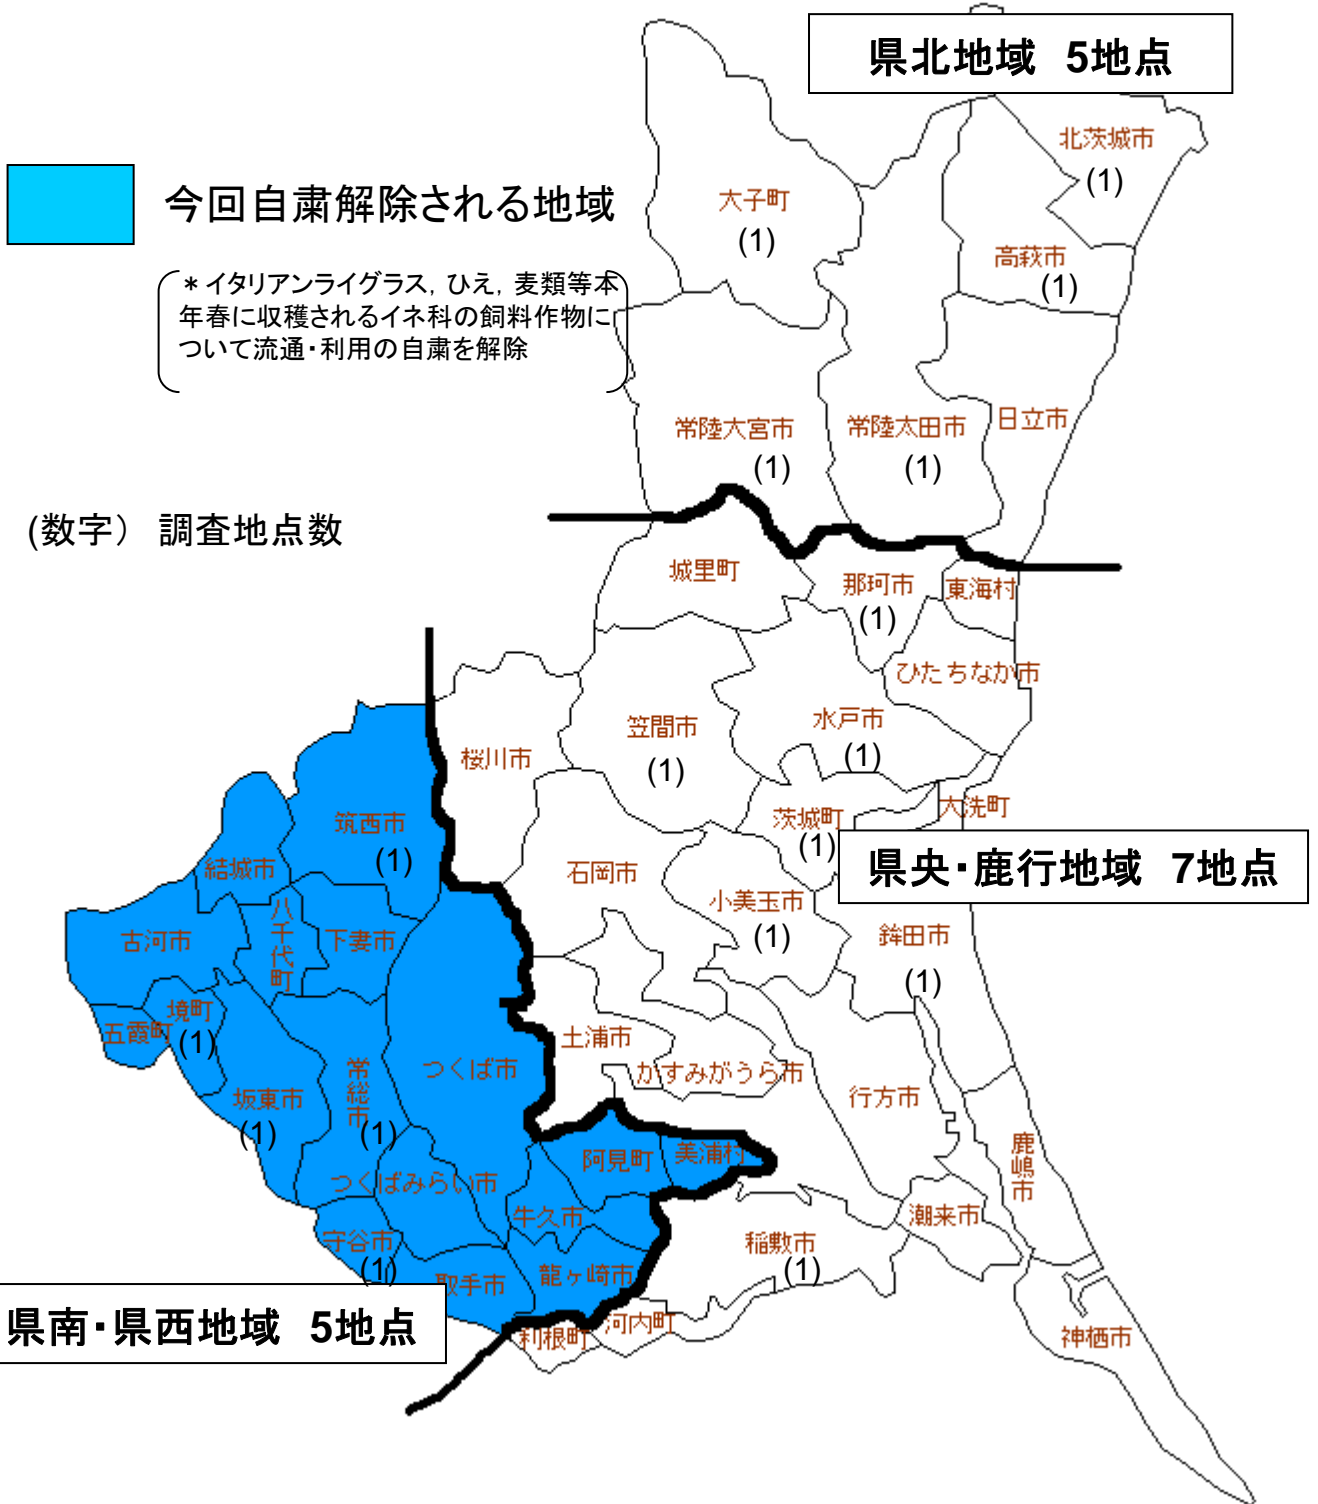 県北地域 5地点
北茨城市
(1)
今回自粛解除される地域
大子町
(1)
高萩市
(1)
＊イタリアンライグラス, ひえ, 麦類等本
年春に収穫されるイネ科の飼料作物に
ついて流通・利用の自粛を解除
常陸大宮市
(1)
常陸太田市
(1)
日立市
(数字） 調査地点数
城里町
那珂市
(1)
東海村
ひたちなか市
笠間市
(1)
水戸市
(1)
桜川市
茨城町
(1)
大洗町
筑西市
(1)
結城市
県央・鹿行地域 7地点
石岡市
小美玉市
(1)
鉾田市
(1)
八千代町
下妻市
古河市
境町
(1)
五霞町
土浦市
かすみがうら市
つくば市
常総市
(1)
坂東市
(1)
行方市
鹿嶋市
阿見町
美浦村
つくばみらい市
牛久市
潮来市
守谷市
(1)
稲敷市
(1)
取手市
龍ヶ崎市
県南・県西地域 5地点
利根町
河内町
神栖市